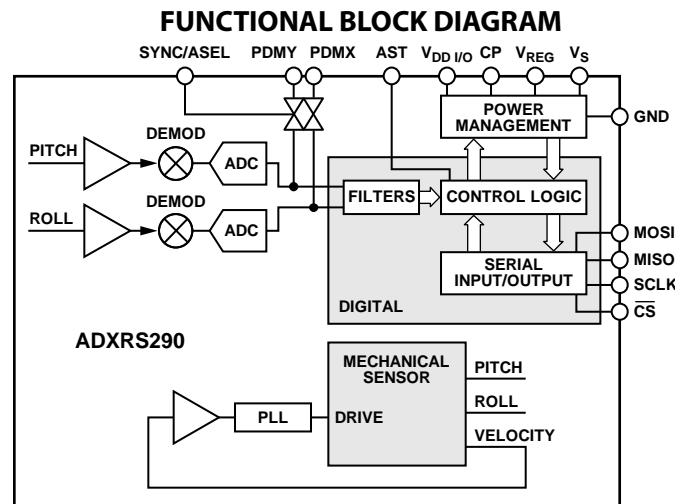 FUNCTIONAL BLOCK DIAGRAM
SYNC/ASEL PDMY PDMX AST VDD I/O CP VREG VS
POWER
MANAGEMENT
GND
DEMOD
PITCH
ADC
DEMOD
ROLL
ADC
FILTERS
CONTROL LOGIC
SERIAL
INPUT/OUTPUT
DIGITAL
MOSI
MISO
SCLK
CS
ADXRS290
MECHANICAL
SENSOR
PITCH
ROLL
VELOCITY
PLL
DRIVE